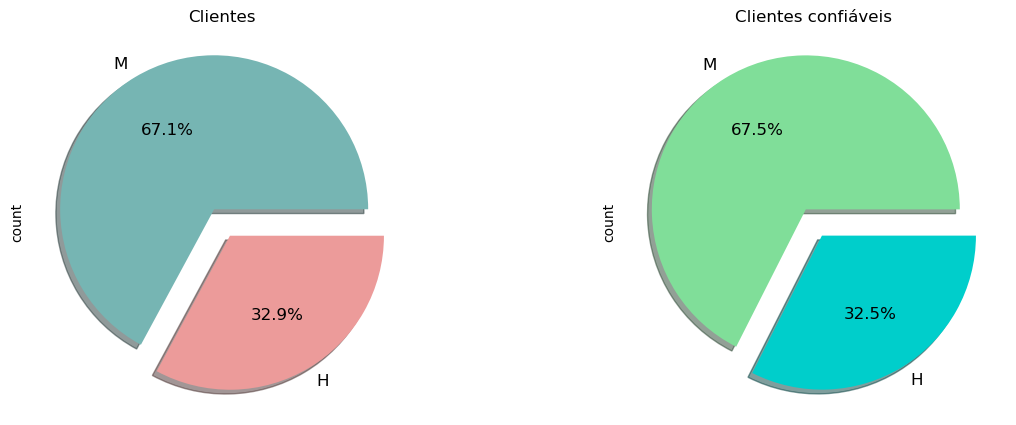 Clientes
M
67.1%
count
32.9%
H
Clientes confiáveis
M
67.5%
count
32.5%
H